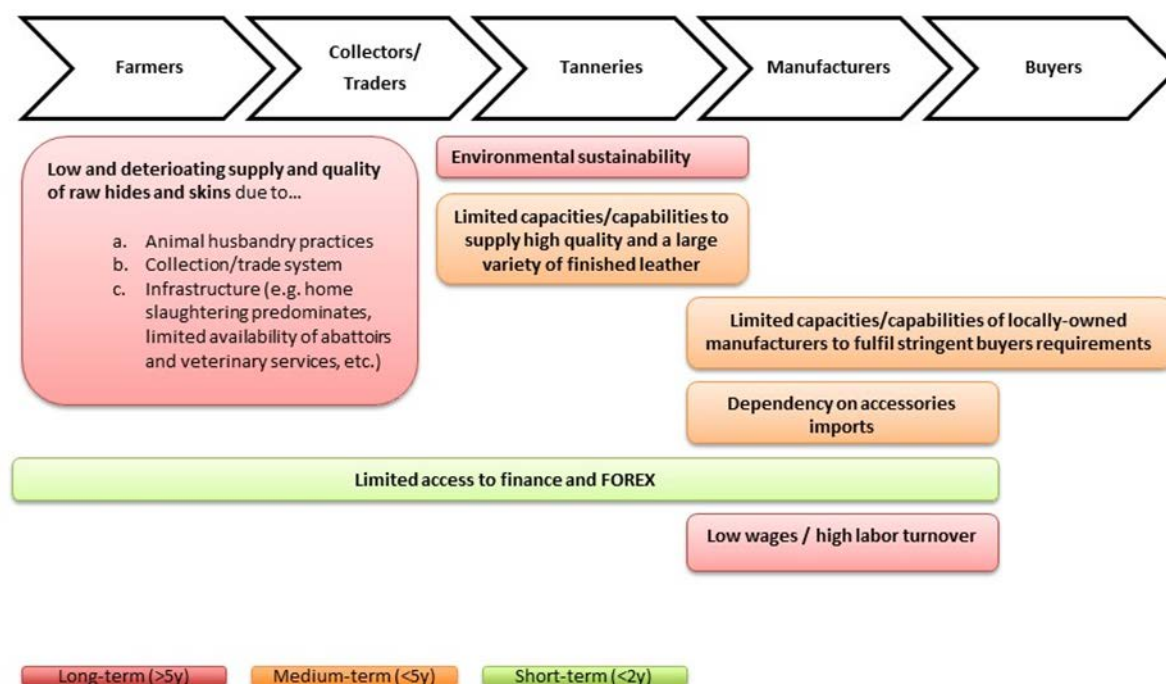 Farmers
Collectors/
Traders
Tanneries
Manufacturers
Buyers
Low and deterioating supply and quality
of raw hides and skins due to...
a. Animal husbandry practices
b. Collection/trade system
c. Infrastructure (e.g. home
slaughtering predominates,
limited availability of abattoirs
and veterinary services, etc.)
Environmental sustainability
Limited capacities/capabilities to
supply high quality and a large
variety of finished leather
Limited capacities/capabilities of locally-owned
manufacturers to fulfil stringent buyers requirements
Dependency on accessories
imports
Limited access to finance and FOREX
Low wages / high labor turnover
Long-term (>5y)
Medium-term (<5y)
Short-term (<2y)